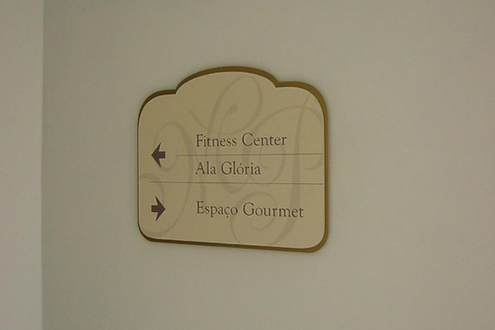 Fitness Center
Ala Glória
Espaço Gourmet